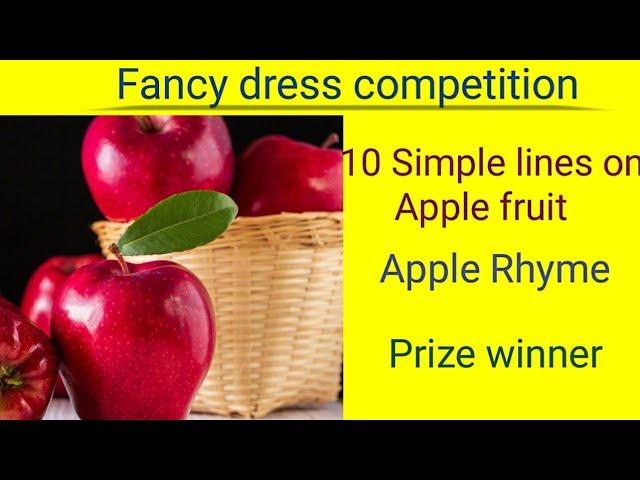 Fancy dress competition
10 Simple lines on
Apple fruit
Apple Rhyme
Prize winner